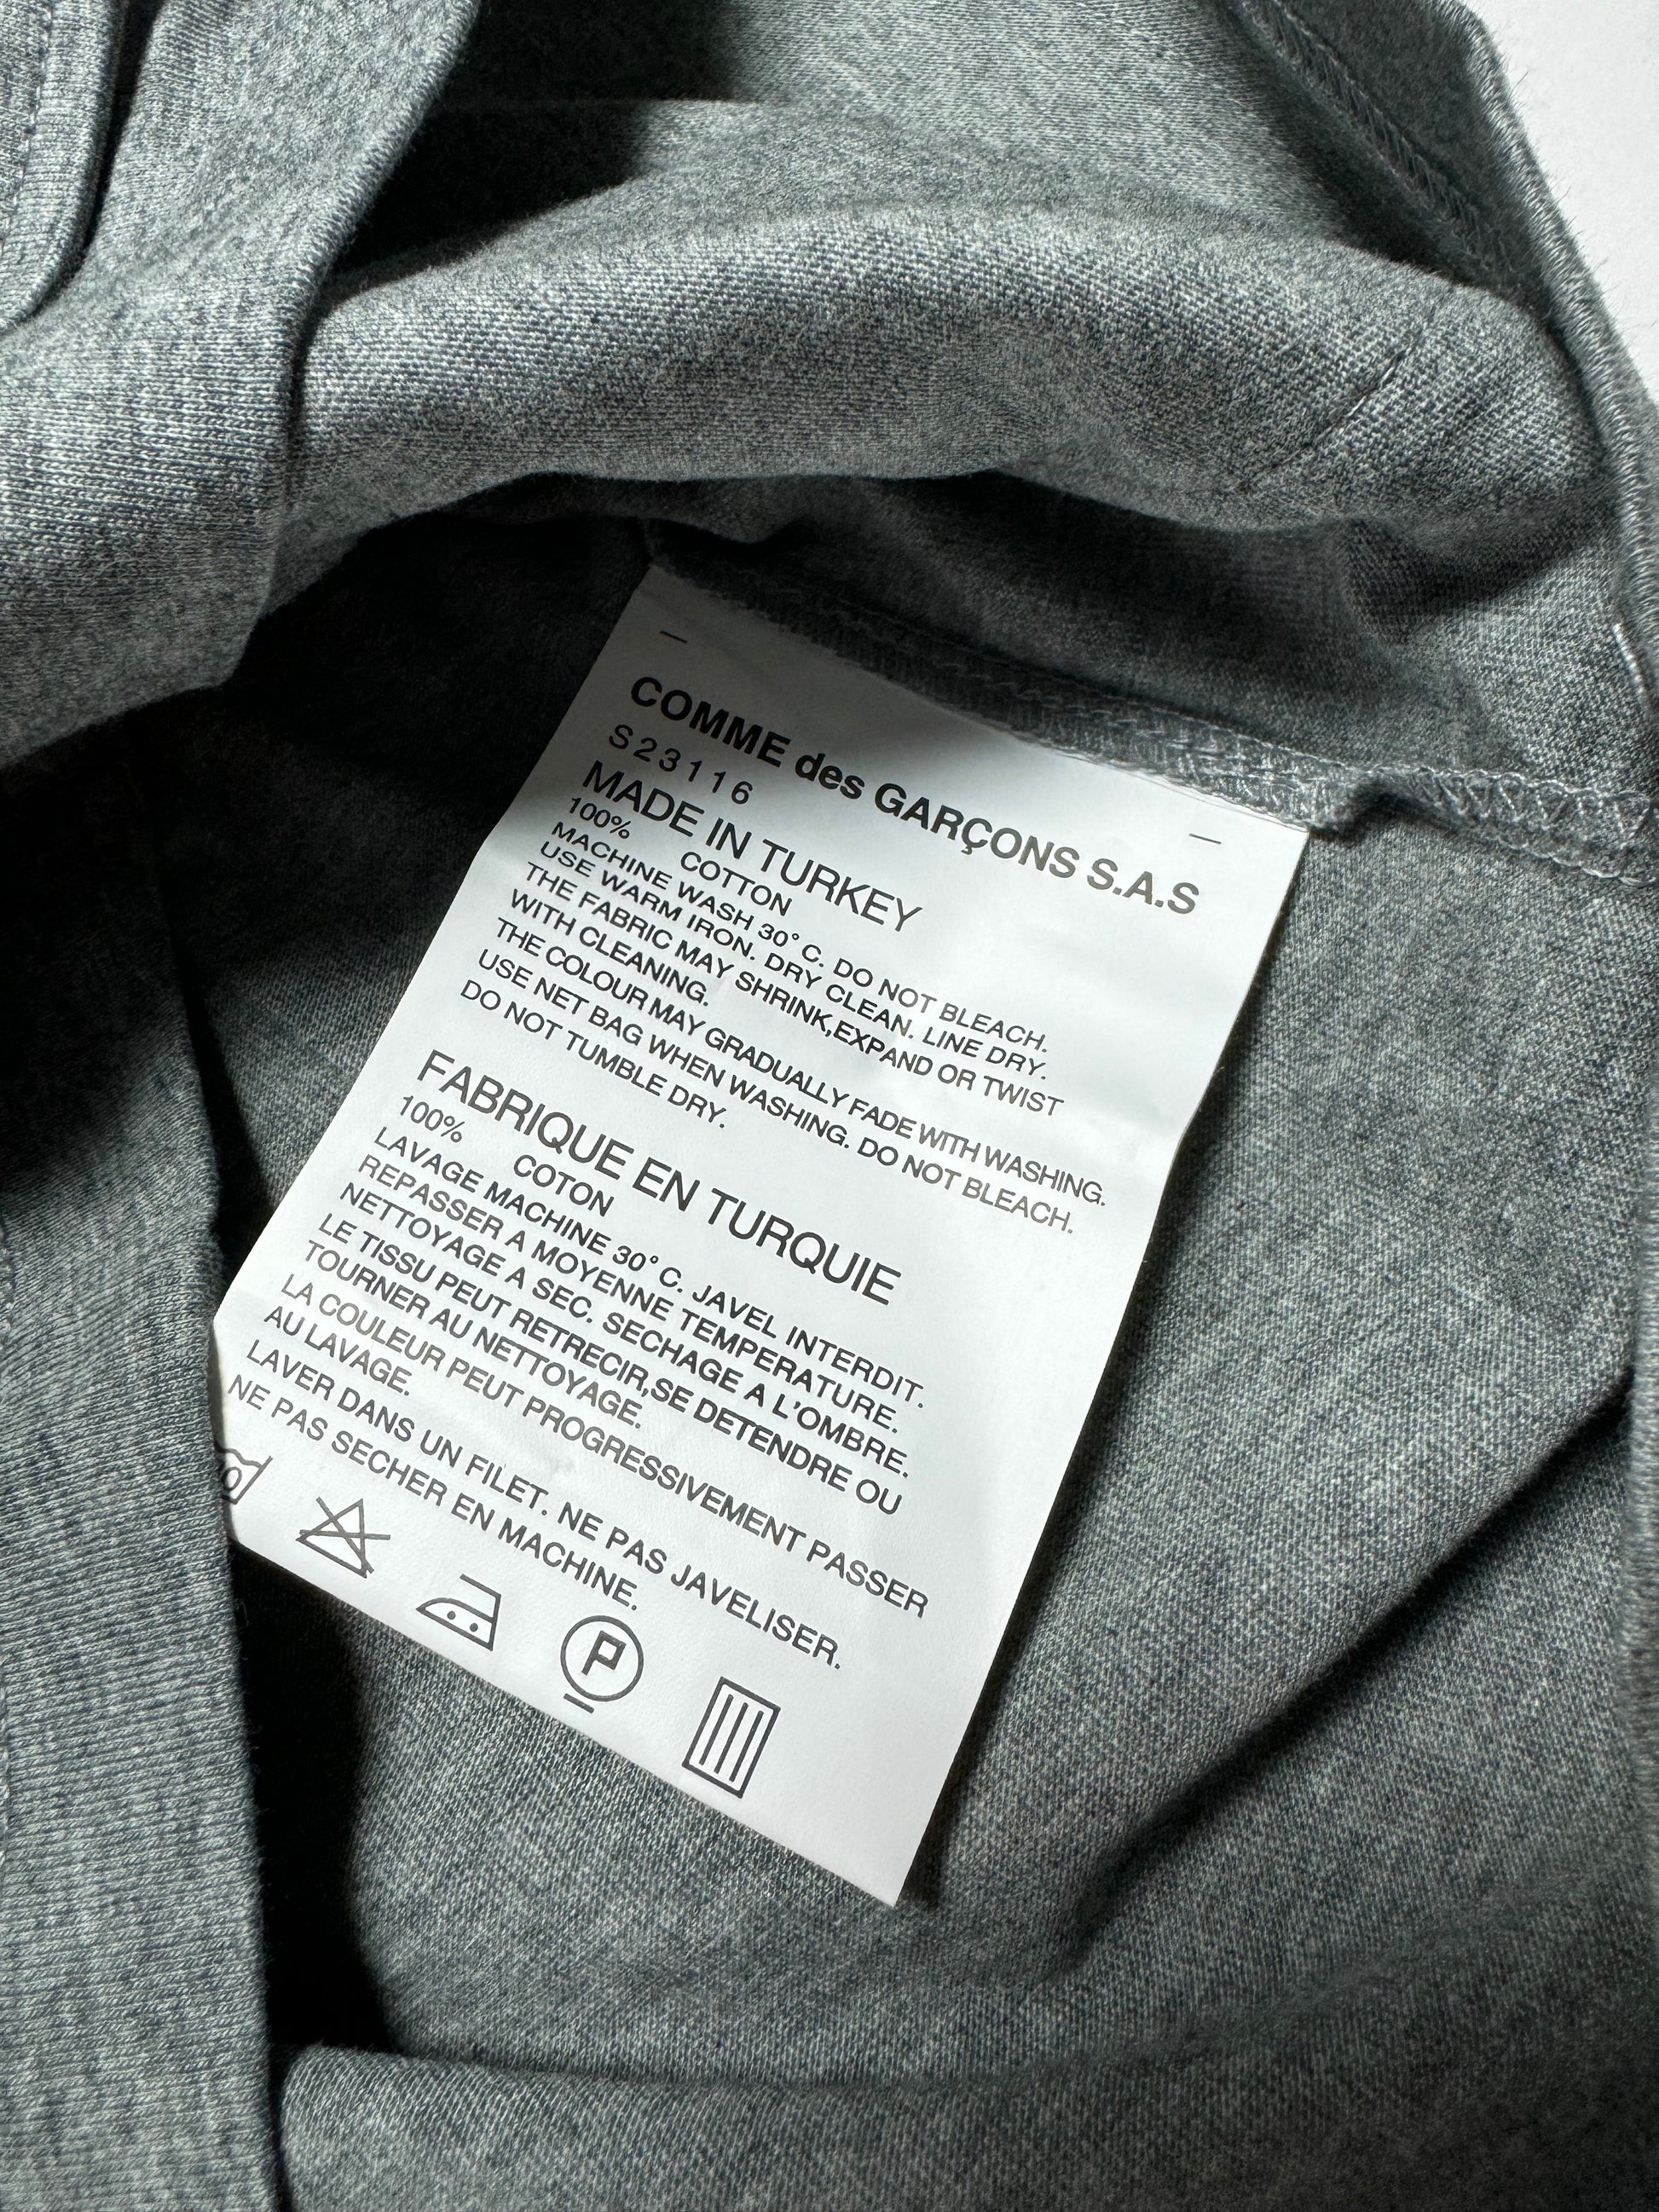 COMME des GARÇONS S.A.S
S23116
MADE IN TURKEY
100% COTTON
MACHINE WASH 30°C. DO NOT BLEACH.
USE WARM IRON. DRY CLEAN. LINE DRY.
THE FABRIC MAY SHRINK,EXPAND OR TWIST
WITH CLEANING.
THE COLOUR MAY GRADUALLY FADE WITH WASHING.
USE NET BAG WHEN WASHING. DO NOT BLEACH.
DO NOT TUMBLE DRY.
FABRIQUE EN TURQUIE
100% COTON
LAVAGE MACHINE 30°C. JAVEL INTERDIT.
REPASSER A MOYENNE TEMPERATURE.
NETTOYAGE A SEC. SECHAGE A L'OMBRE.
LE TISSU PEUT RETRECIR,SE DETENDRE OU
TOURNER AU NETTOYAGE.
LA COULEUR PEUT PROGRESSIVEMENT PASSER
AU LAVAGE.
LAVER DANS UN FILET. NE PAS JAVELISER.
NE PAS SECHER EN MACHINE.
P